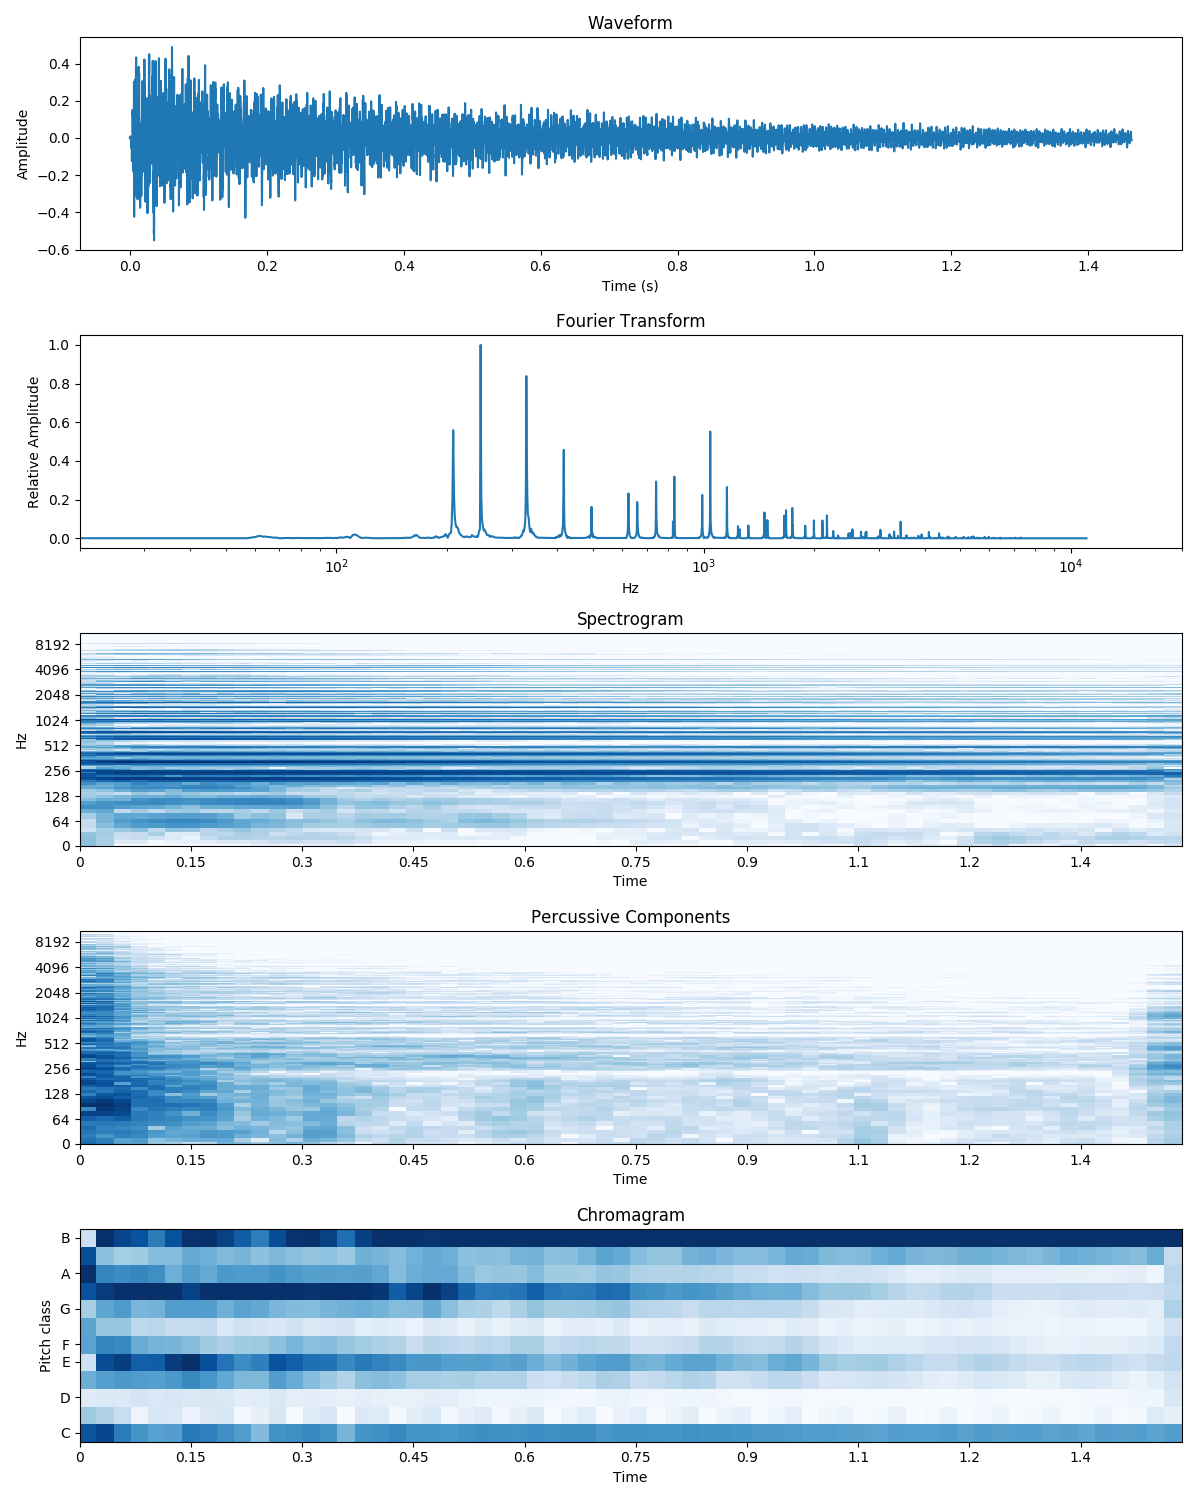 Waveform
0.4
0.2
0.0
−0.2
−0.4
−0.6
Amplitude
0.0 0.2 0.4 0.6 0.8 1.0 1.2 1.4
Time (s)
Fourier Transform
1.0
0.8
0.6
0.4
0.2
0.0
Relative Amplitude
10² 10³ 10⁴
Hz
Spectrogram
8192
4096
2048
1024
512
256
128
64
0
Hz
0 0.15 0.3 0.45 0.6 0.75 0.9 1.1 1.2 1.4
Time
Percussive Components
8192
4096
2048
1024
512
256
128
64
0
Hz
0 0.15 0.3 0.45 0.6 0.75 0.9 1.1 1.2 1.4
Time
Chromagram
B
A
G
F
E
D
C
Pitch class
0 0.15 0.3 0.45 0.6 0.75 0.9 1.1 1.2 1.4
Time